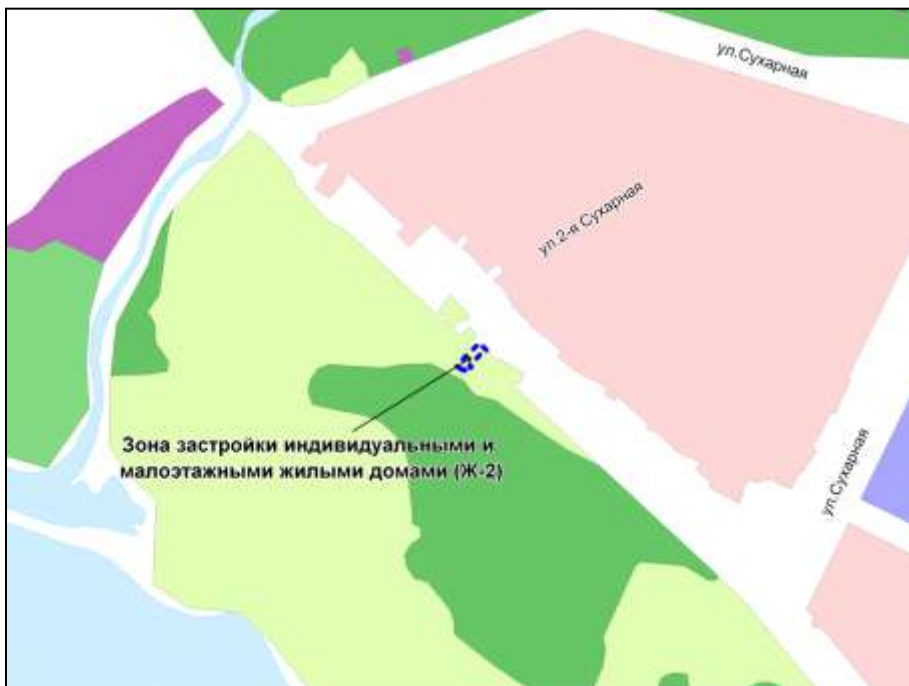 ул.Сухарная
ул.2-я Сухарная
Зона застройки индивидуальными и
малоэтажными жилыми домами (Ж-2)
ул.Сухарная